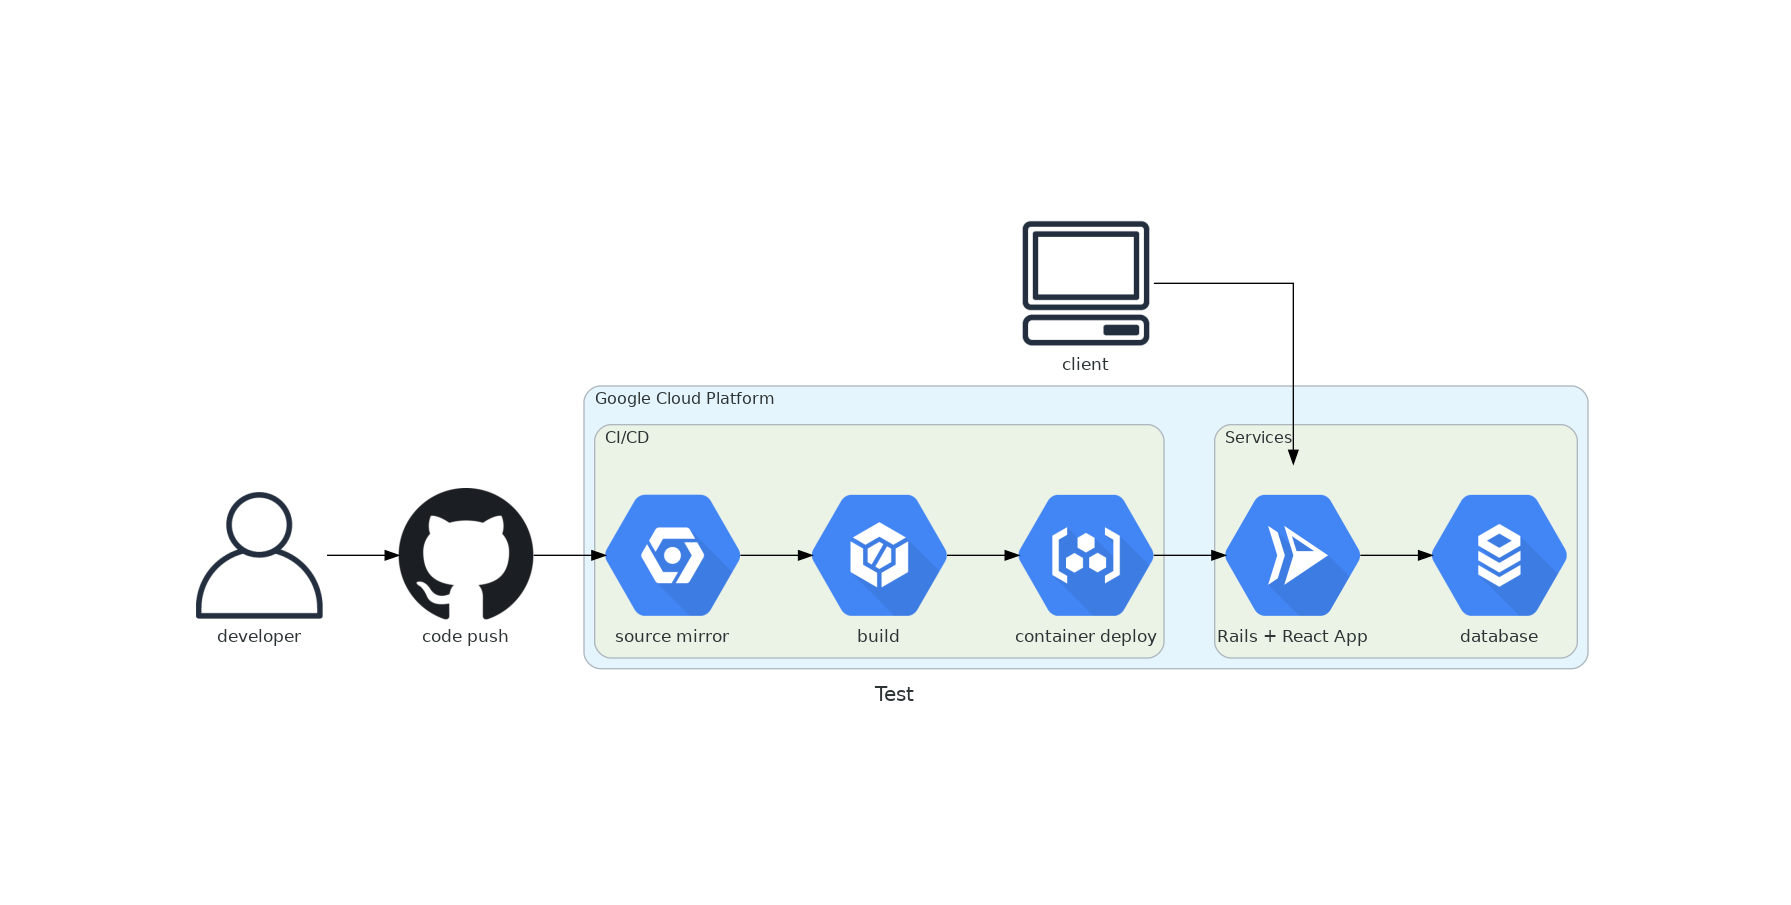 client
Google Cloud Platform
CI/CD
Services
developer
code push
source mirror
build
container deploy
Rails + React App
database
Test